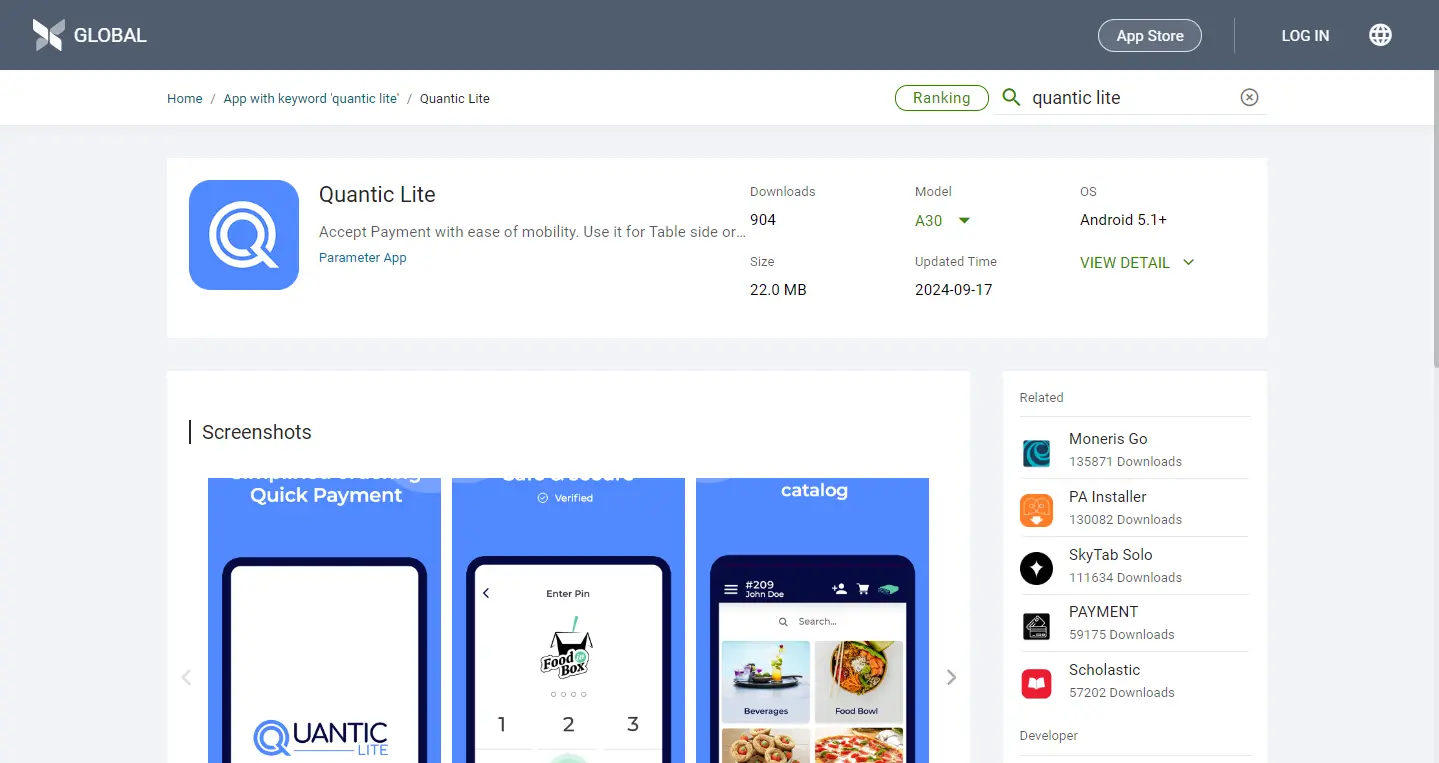 GLOBAL
App Store
LOG IN
Home / App with keyword 'quantic lite' / Quantic Lite
Ranking
quantic lite
Quantic Lite
Accept Payment with ease of mobility. Use it for Table side or...
Parameter App
Downloads
904
Model
A30
OS
Android 5.1+
Size
22.0 MB
Updated Time
2024-09-17
VIEW DETAIL
Screenshots
Quick Payment
QUANTIC
LITE
Verified
Enter Pin
Food in a
Box
1 2 3
catalog
#209
John Doe
Search...
Beverages
Food Bowl
Related
Moneris Go
135871 Downloads
PA Installer
130082 Downloads
SkyTab Solo
111634 Downloads
PAYMENT
59175 Downloads
Scholastic
57202 Downloads
Developer